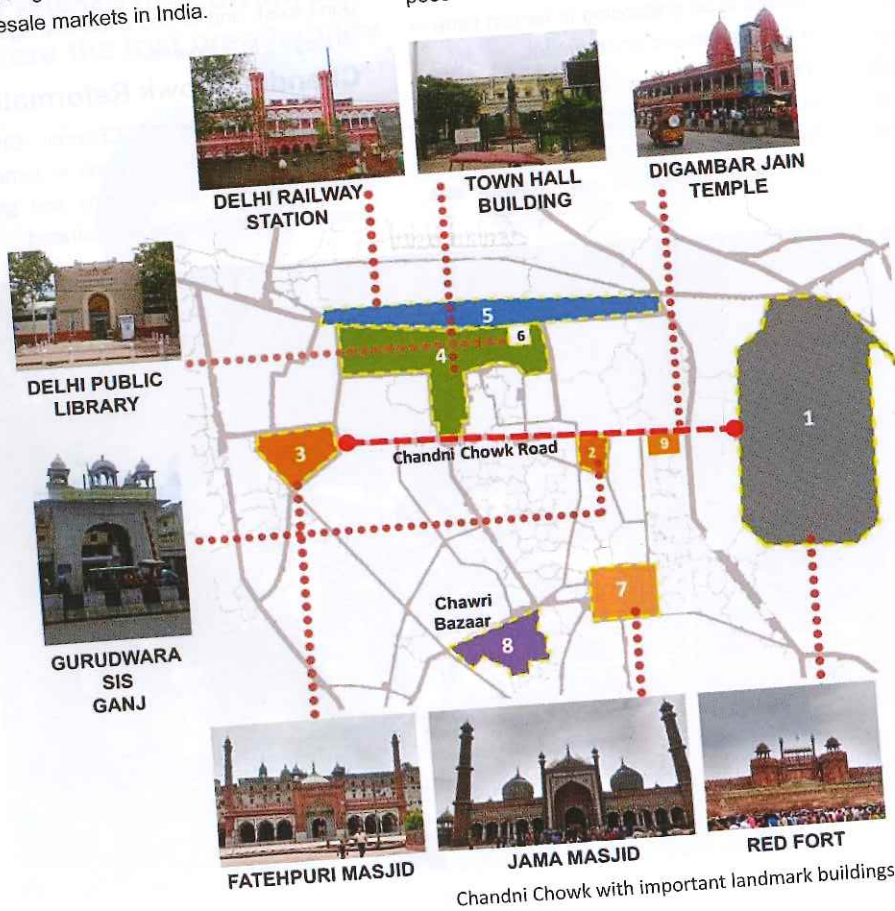 esale markets in India.
DELHI RAILWAY
STATION
TOWN HALL
BUILDING
DIGAMBAR JAIN
TEMPLE
DELHI PUBLIC
LIBRARY
5
6
4
1
3
Chandni Chowk Road
2
9
GURUDWARA
SIS
GANJ
Chawri
Bazaar
7
8
FATEHPURI MASJID
JAMA MASJID
RED FORT
Chandni Chowk with important landmark buildings